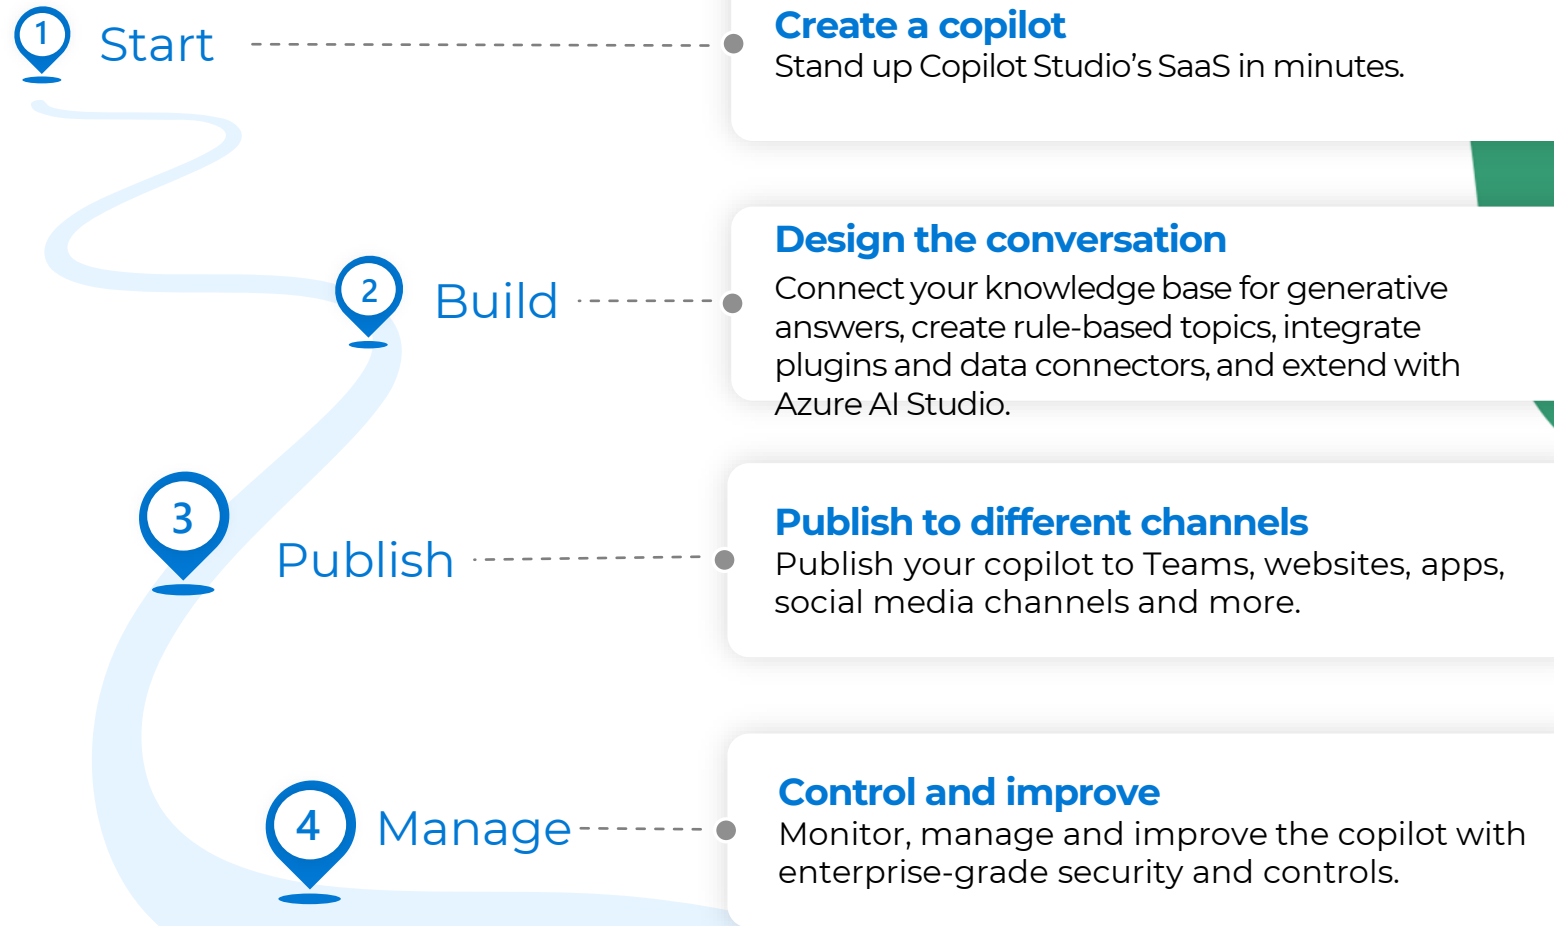 1
Start
Create a copilot
Stand up Copilot Studio’s SaaS in minutes.
2
Build
Design the conversation
Connect your knowledge base for generative
answers, create rule-based topics, integrate
plugins and data connectors, and extend with
Azure AI Studio.
3
Publish
Publish to different channels
Publish your copilot to Teams, websites, apps,
social media channels and more.
4
Manage
Control and improve
Monitor, manage and improve the copilot with
enterprise-grade security and controls.